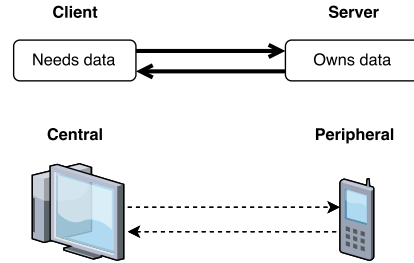 Client
Server
Needs data
Owns data
Central
Peripheral